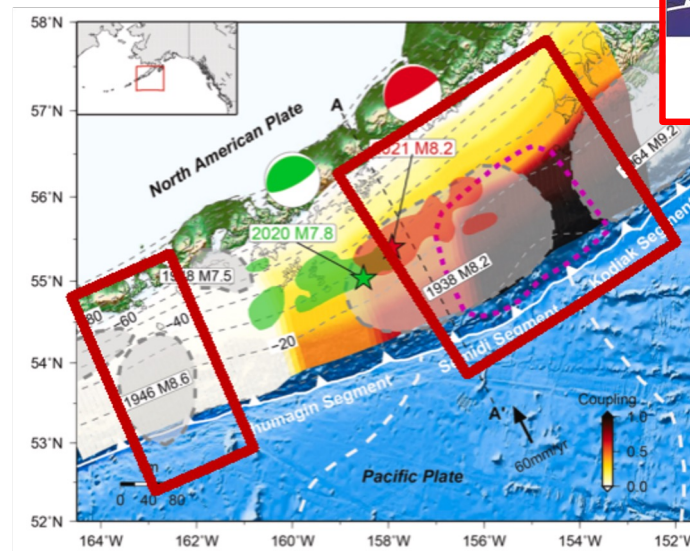 58°N
57°N
56°N
55°N
54°N
53°N
52°N
164°W
162°W
160°W
158°W
156°W
154°W
152°W
North American Plate
A
2021 M8.2
2020 M7.8
M7.5
1964 M9.2
1938 M8.2
1946 M8.6
80
-60
-40
-20
Segment
Segment
Kodiak Segment
A'
60mm/yr
Pacific Plate
Coupling
1.0
0.5
0.0
0 40 80